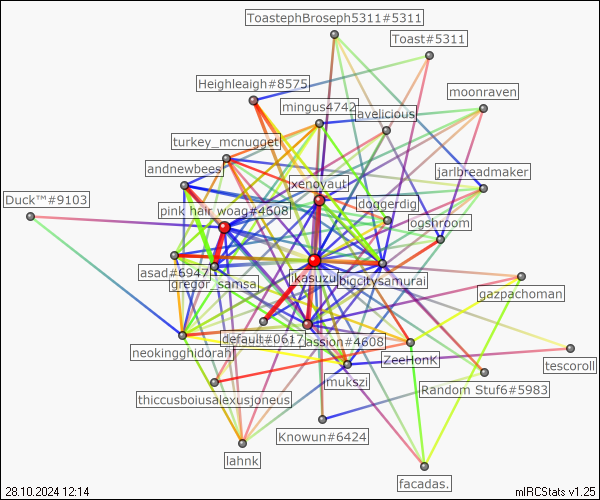 ToastephBroseph5311#5311
Toast#5311
Heighleaigh#8575
moonraven
mingus4742
avelicious
turkey_mcnugget
andnewbees
jarlbreadmaker
xenoyauti
Duck™#9103
doggerdig
pink hair woag#4608
ogshroom
asad#6947
ikasuzu
bigcitysamurai
gregor_samsa
gazpachoman
default#0617
assion#4608
neokingghidorah
ZeeHonK
tescoroll
mukszi
Random Stuf6#5983
thiccusboiusalexusjoneus
Knowun#6424
lahnk
facadas.
28.10.2024 12:14
mIRCStats v1.25